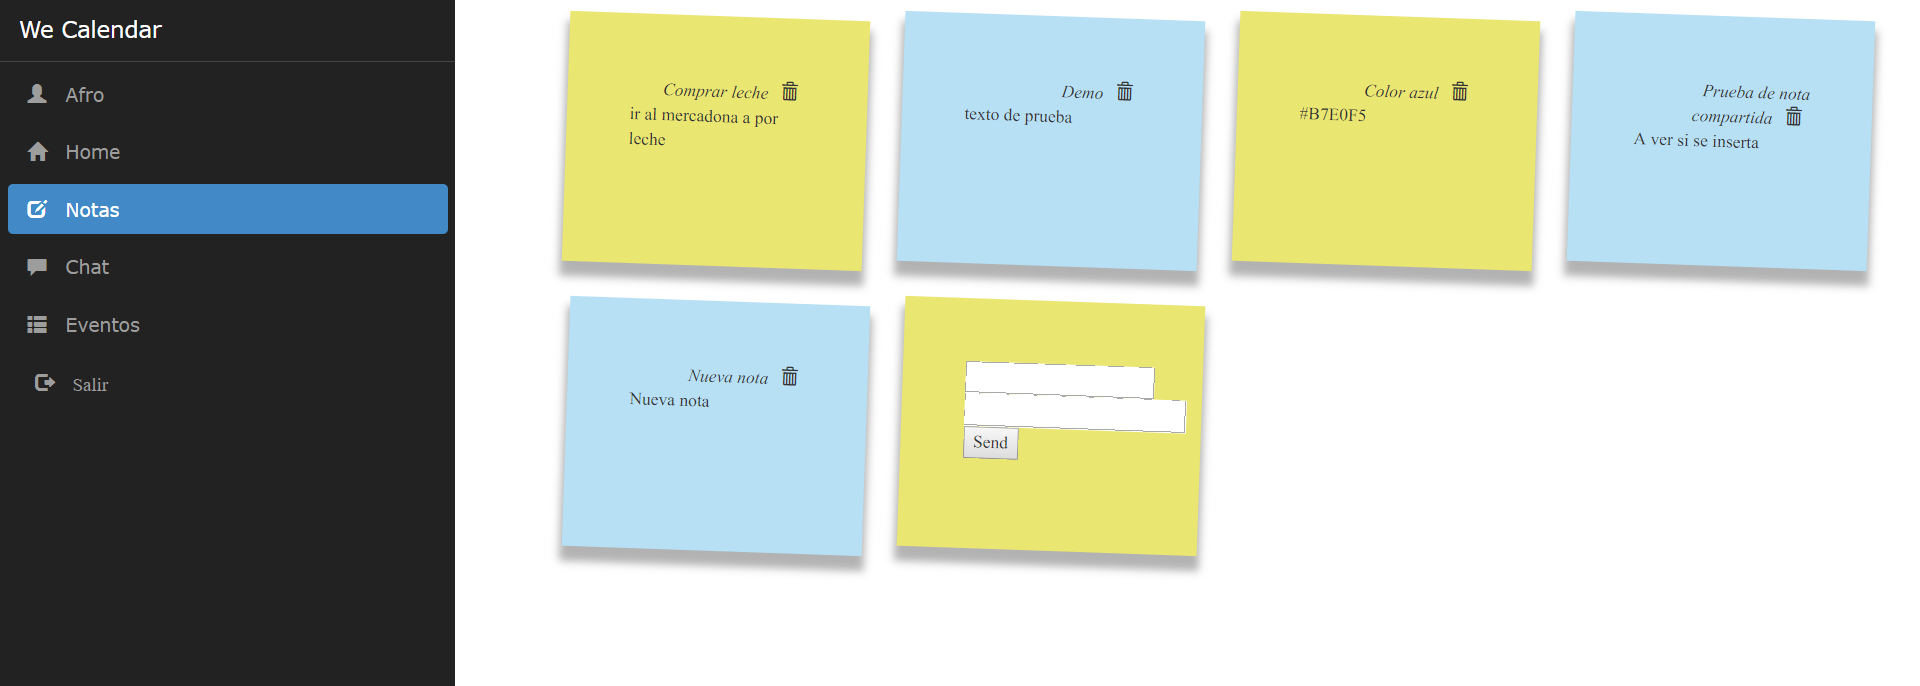 We Calendar
Afro
Home
Notas
Chat
Eventos
Salir
Comprar leche
ir al mercadona a por
leche
Demo
texto de prueba
Color azul
#B7E0F5
Prueba de nota
compartida
A ver si se inserta
Nueva nota
Nueva nota
Send